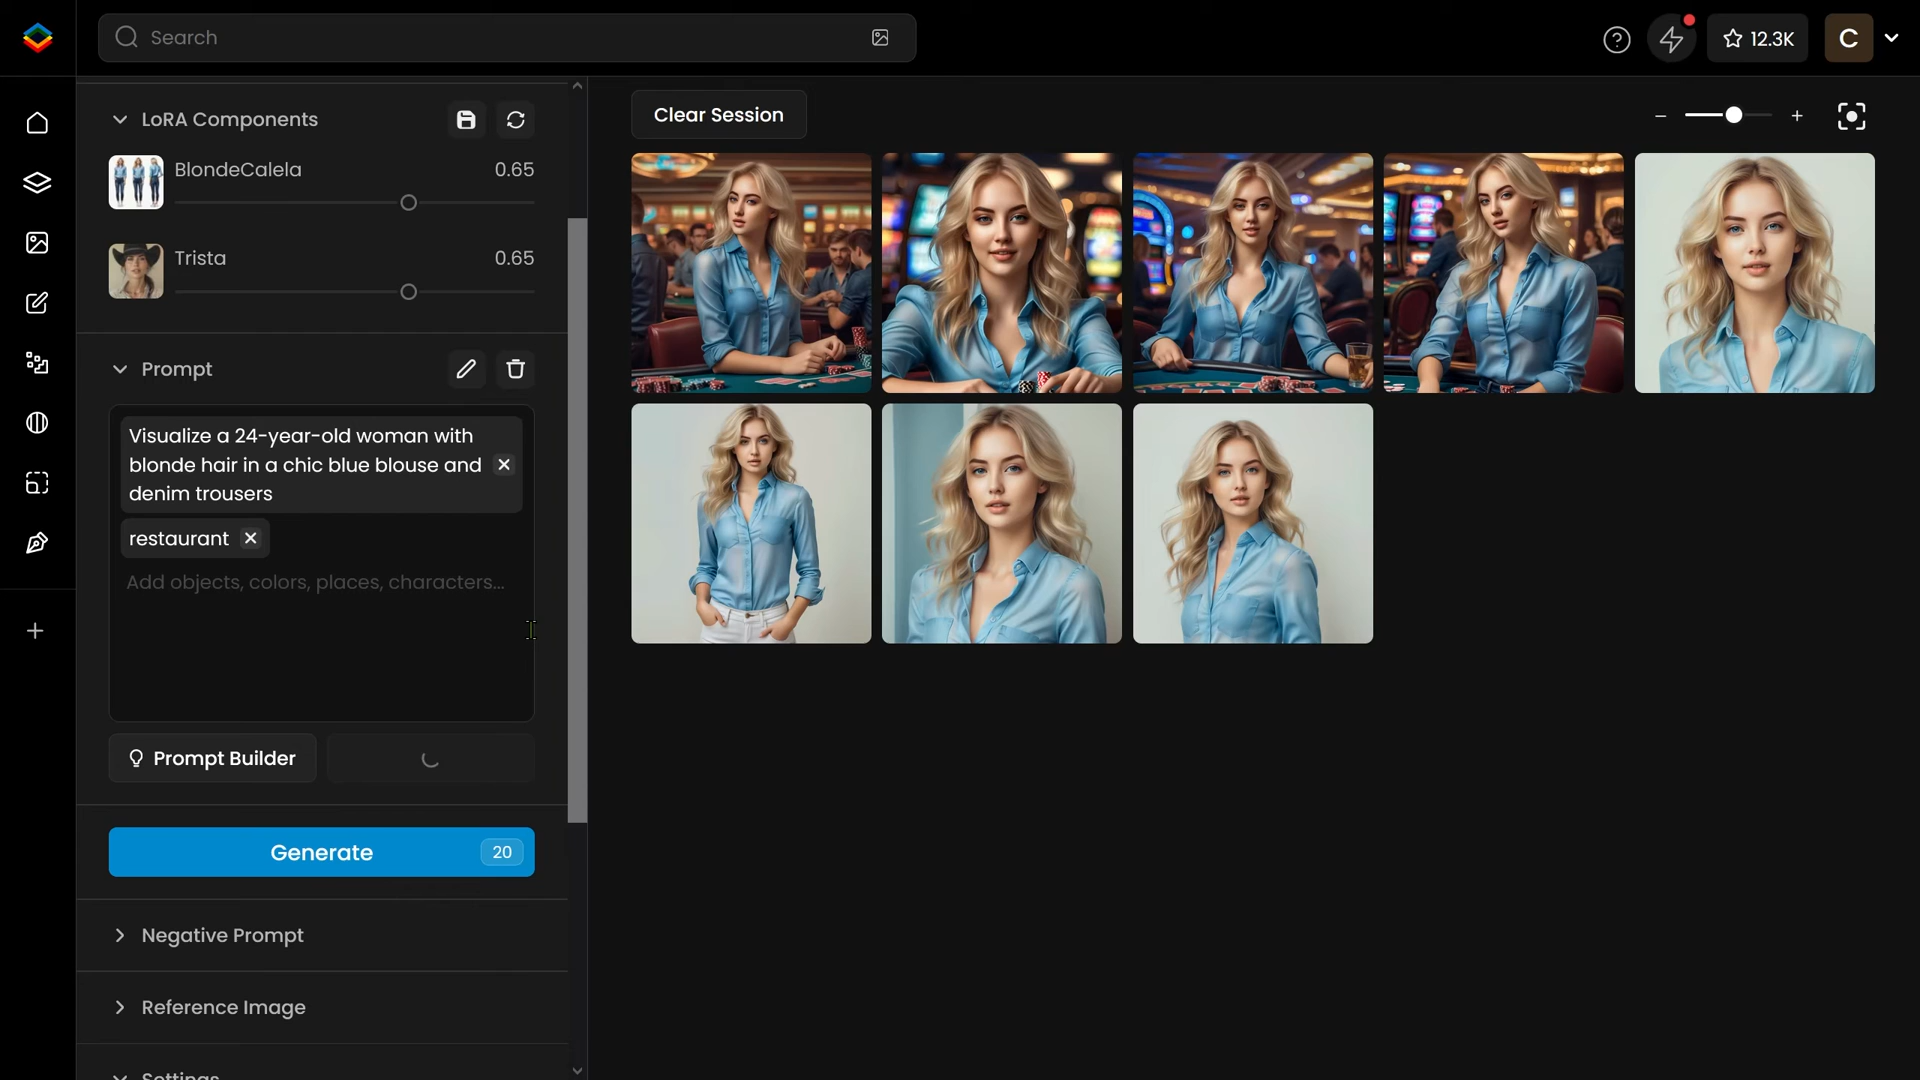 Search
12.3K
C
LoRA Components
BlondeCalela 0.65
Trista 0.65
Prompt
Visualize a 24-year-old woman with
blonde hair in a chic blue blouse and
denim trousers
restaurant
Add objects, colors, places, characters...
Prompt Builder
Generate 20
Negative Prompt
Reference Image
Settings
Clear Session